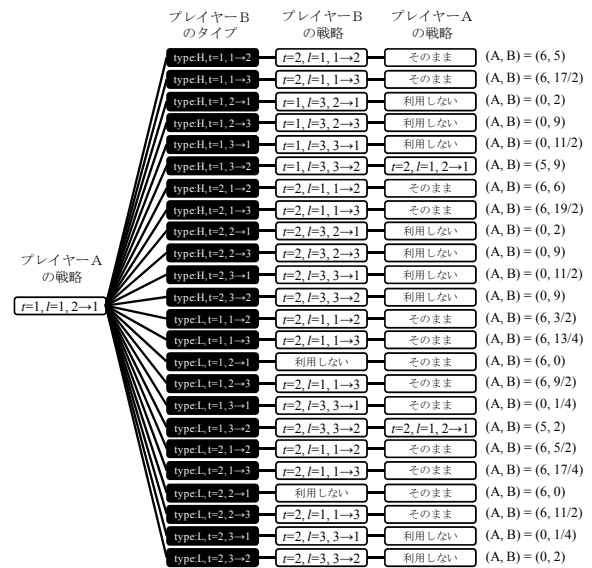 プレイヤーB
のタイプ
プレイヤーB
の戦略
プレイヤーA
の戦略
type:H, t=1, 1→2 t=2, l=1, 1→2 そのまま (A, B) = (6, 5)
type:H, t=1, 1→3 t=2, l=1, 1→3 そのまま (A, B) = (6, 17/2)
type:H, t=1, 2→1 t=1, l=3, 2→1 利用しない (A, B) = (0, 2)
type:H, t=1, 2→3 t=1, l=3, 2→3 利用しない (A, B) = (0, 9)
type:H, t=1, 3→1 t=1, l=3, 3→1 利用しない (A, B) = (0, 11/2)
type:H, t=1, 3→2 t=1, l=3, 3→2 t=2, l=1, 2→1 (A, B) = (5, 9)
type:H, t=2, 1→2 t=2, l=1, 1→2 そのまま (A, B) = (6, 6)
type:H, t=2, 1→3 t=2, l=1, 1→3 そのまま (A, B) = (6, 19/2)
type:H, t=2, 2→1 t=2, l=3, 2→1 利用しない (A, B) = (0, 2)
type:H, t=2, 2→3 t=2, l=3, 2→3 利用しない (A, B) = (0, 9)
type:H, t=2, 3→1 t=2, l=3, 3→1 利用しない (A, B) = (0, 11/2)
type:H, t=2, 3→2 t=2, l=3, 3→2 利用しない (A, B) = (0, 9)
プレイヤーA
の戦略
t=1, l=1, 2→1
type:L, t=1, 1→2 t=2, l=1, 1→2 そのまま (A, B) = (6, 3/2)
type:L, t=1, 1→3 t=2, l=1, 1→3 そのまま (A, B) = (6, 13/4)
type:L, t=1, 2→1 利用しない そのまま (A, B) = (6, 0)
type:L, t=1, 2→3 t=2, l=1, 1→3 そのまま (A, B) = (6, 9/2)
type:L, t=1, 3→1 t=2, l=3, 3→1 利用しない (A, B) = (0, 1/4)
type:L, t=1, 3→2 t=2, l=3, 3→2 t=2, l=1, 2→1 (A, B) = (5, 2)
type:L, t=2, 1→2 t=2, l=1, 1→2 そのまま (A, B) = (6, 5/2)
type:L, t=2, 1→3 t=2, l=1, 1→3 そのまま (A, B) = (6, 17/4)
type:L, t=2, 2→1 利用しない そのまま (A, B) = (6, 0)
type:L, t=2, 2→3 t=2, l=1, 1→3 そのまま (A, B) = (6, 11/2)
type:L, t=2, 3→1 t=2, l=3, 3→1 利用しない (A, B) = (0, 1/4)
type:L, t=2, 3→2 t=2, l=3, 3→2 利用しない (A, B) = (0, 2)